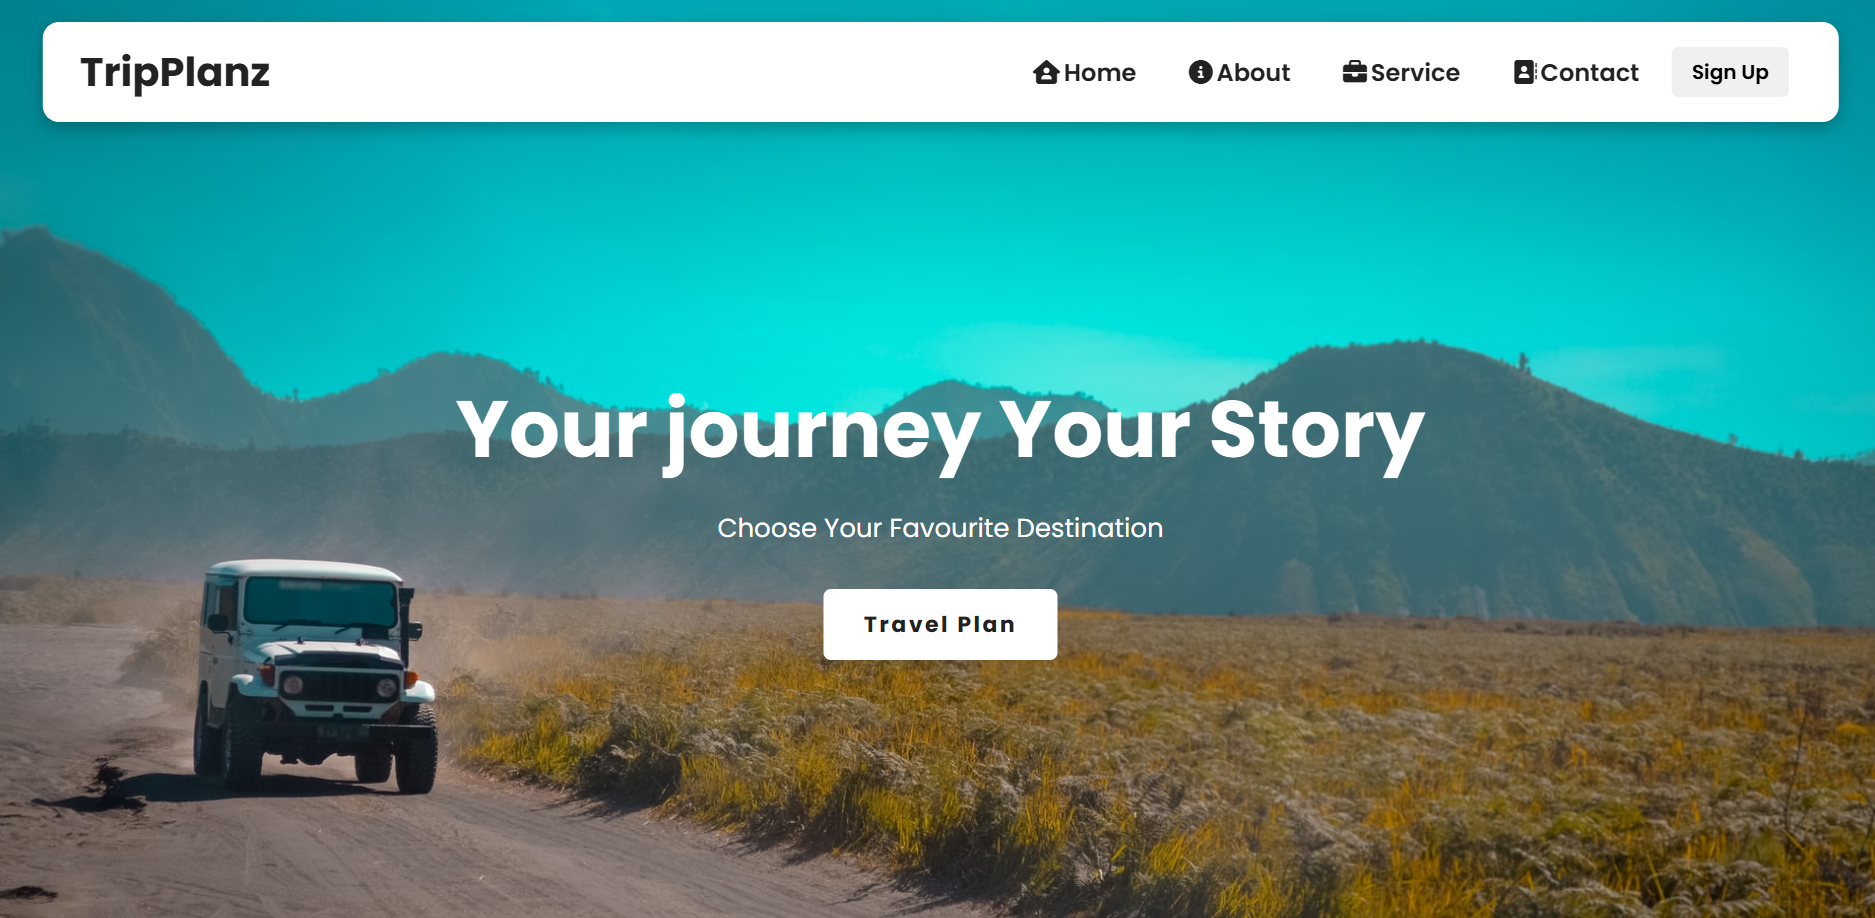 TripPlanz
Home
About
Service
Contact
Sign Up
Your journey Your Story
Choose Your Favourite Destination
Travel Plan